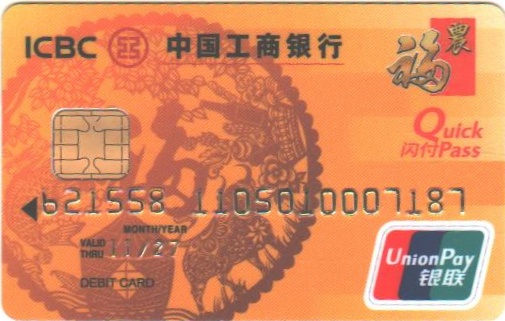 ICBC 中国工商银行
農
福
Quick
闪付Pass
621558 1105010007187
MONTH/YEAR
VALID THRU 11/27
DEBIT CARD
UnionPay
银联